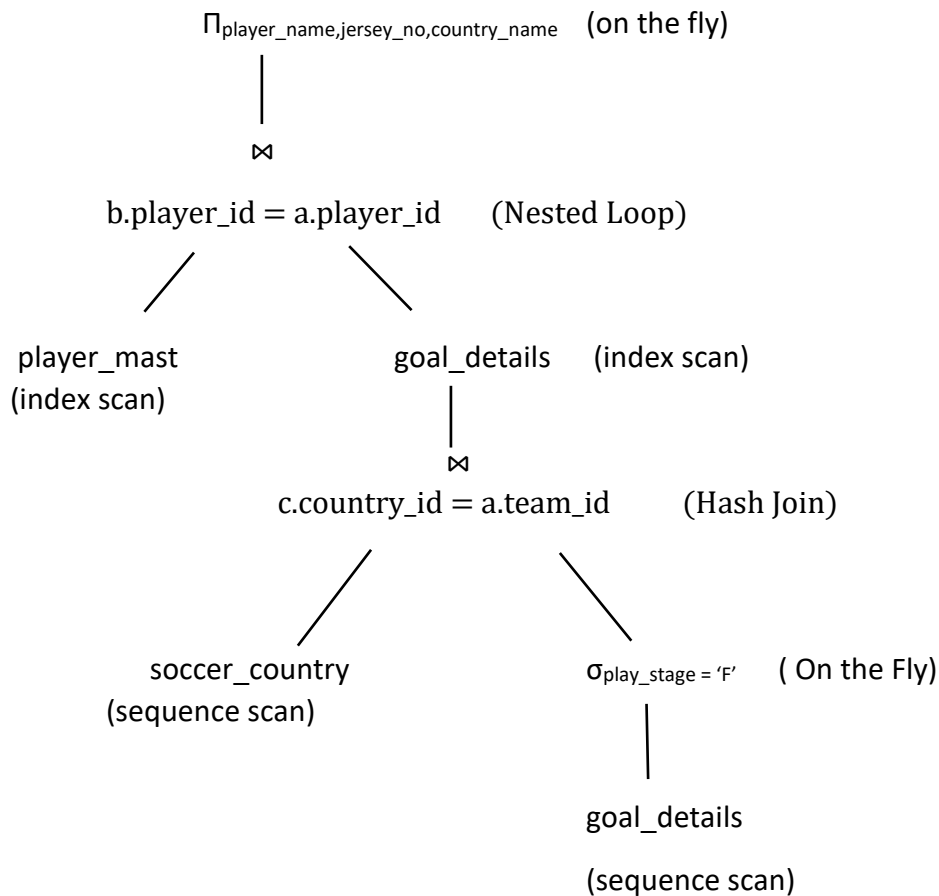 Πplayer_name,jersey_no,country_name (on the fly)
⋈
b.player_id = a.player_id (Nested Loop)
player_mast goal_details (index scan)
(index scan)
⋈
c.country_id = a.team_id (Hash Join)
soccer_country σplay_stage = ‘F’ ( On the Fly)
(sequence scan)
goal_details
(sequence scan)